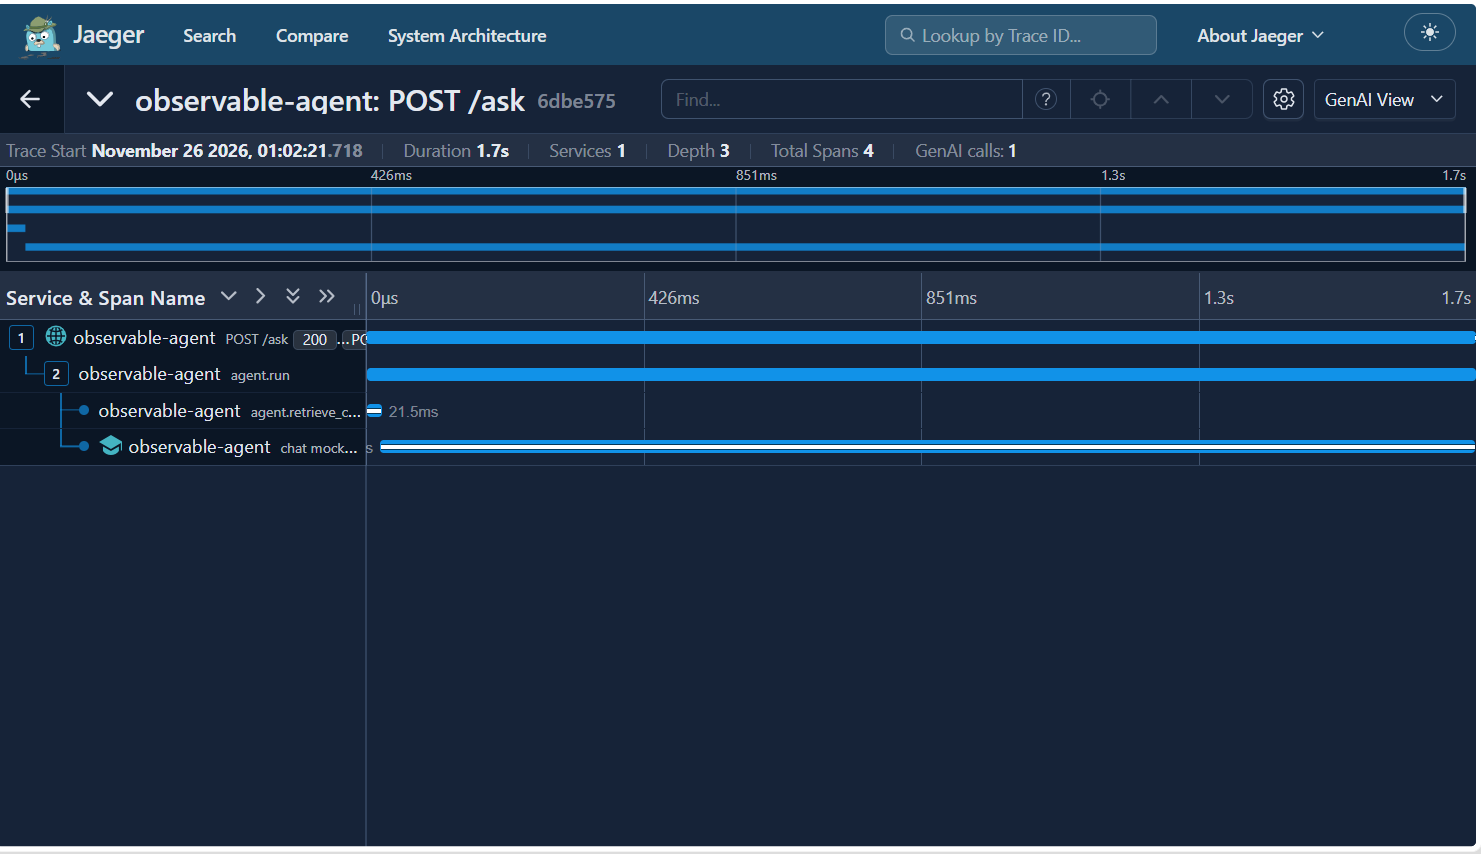 Jaeger Search Compare System Architecture Lookup by Trace ID... About Jaeger
observable-agent: POST /ask 6dbe575 Find... ? GenAI View
Trace Start November 26 2026, 01:02:21.718 Duration 1.7s Services 1 Depth 3 Total Spans 4 GenAI calls: 1
0μs 426ms 851ms 1.3s 1.7s
Service & Span Name 0μs 426ms 851ms 1.3s 1.7s
1 observable-agent POST /ask 200 ...PO
2 observable-agent agent.run
observable-agent agent.retrieve_c... 21.5ms
observable-agent chat mock... s